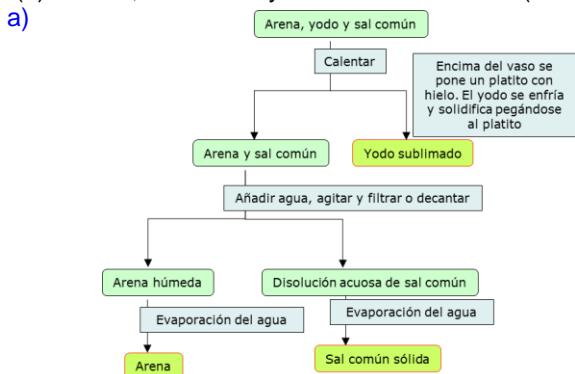 a)
Arena, yodo y sal común
Calentar
Encima del vaso se
pone un platito con
hielo. El yodo se enfría
y solidifica pegándose
al platito
Arena y sal común
Yodo sublimado
Añadir agua, agitar y filtrar o decantar
Arena húmeda
Disolución acuosa de sal común
Evaporación del agua
Evaporación del agua
Arena
Sal común sólida